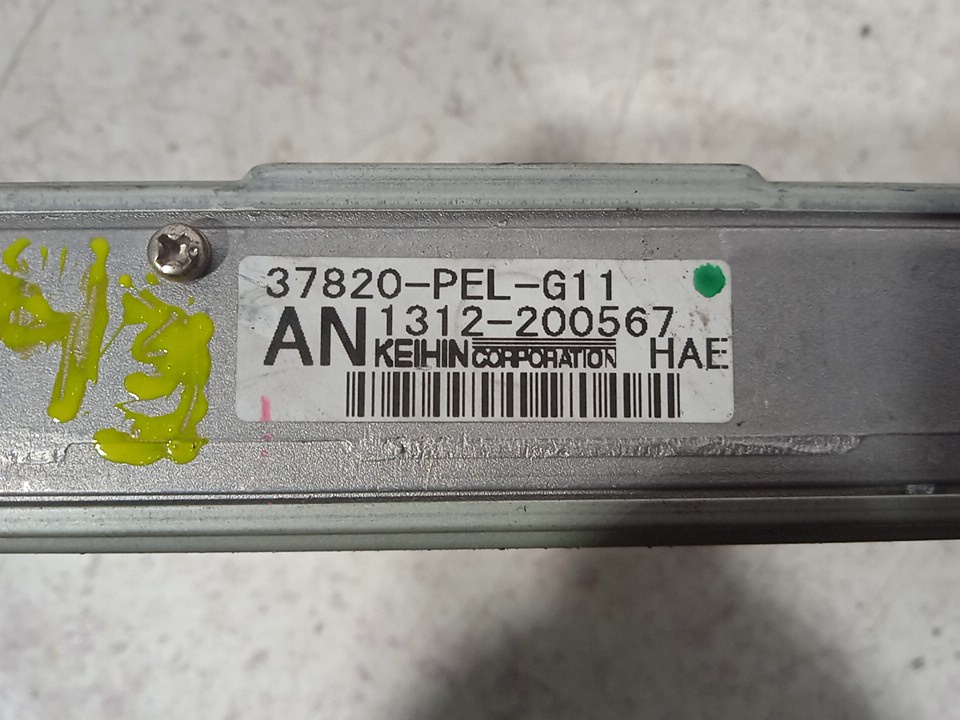 37820-PEL-G11
AN 1312-200567
KEIHIN CORPORATION HAE